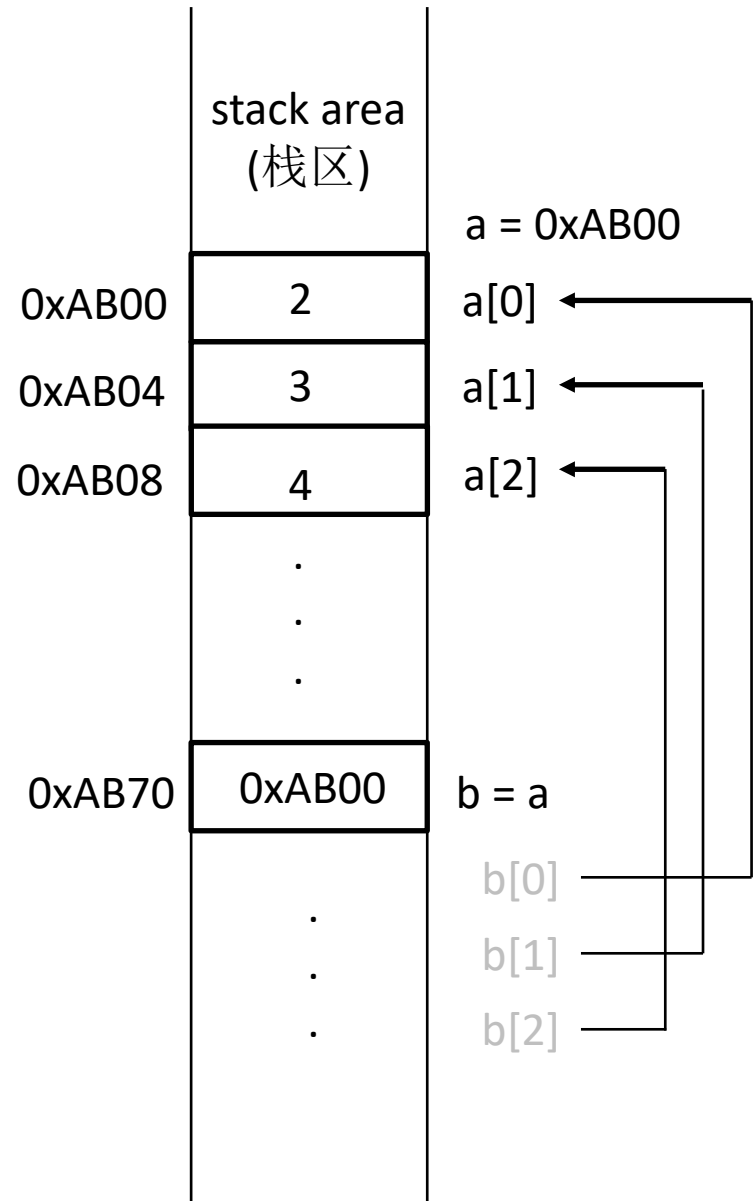 stack area
(栈区)
a = 0xAB00
0xAB00 2 a[0]
0xAB04 3 a[1]
0xAB08 4 a[2]
.
.
.
0xAB70 0xAB00 b = a
b[0]
.
b[1]
.
b[2]
.